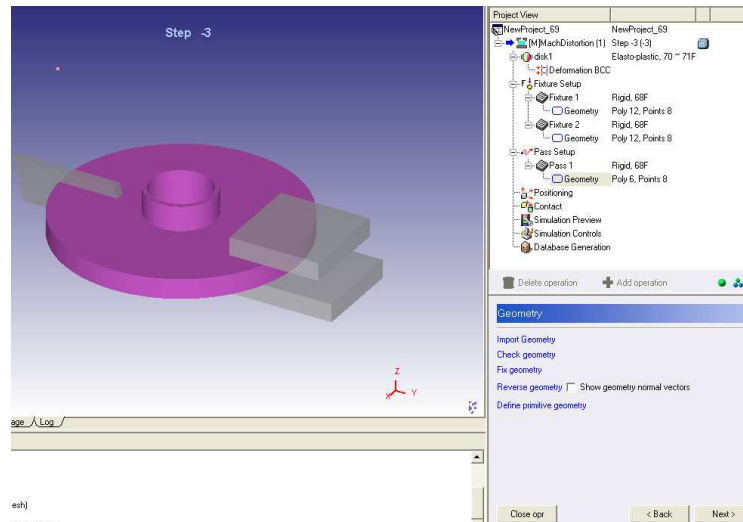 Step -3
Z
X
Y
age
Log
esh)
Project View
NewProject_69 NewProject_69
[M]MachDistortion (1) Step -3 (-3)
disk1 Elasto-plastic, 70 ~ 71F
Deformation BCC
Fixture Setup
Fixture 1 Rigid, 68F
Geometry Poly 12, Points 8
Fixture 2 Rigid, 68F
Geometry Poly 12, Points 8
Pass Setup
Pass 1 Rigid, 68F
Geometry Poly 6, Points 8
Positioning
Contact
Simulation Preview
Simulation Controls
Database Generation
Delete operation Add operation
Geometry
Import Geometry
Check geometry
Fix geometry
Reverse geometry Show geometry normal vectors
Define primitive geometry
Close opr < Back Next >